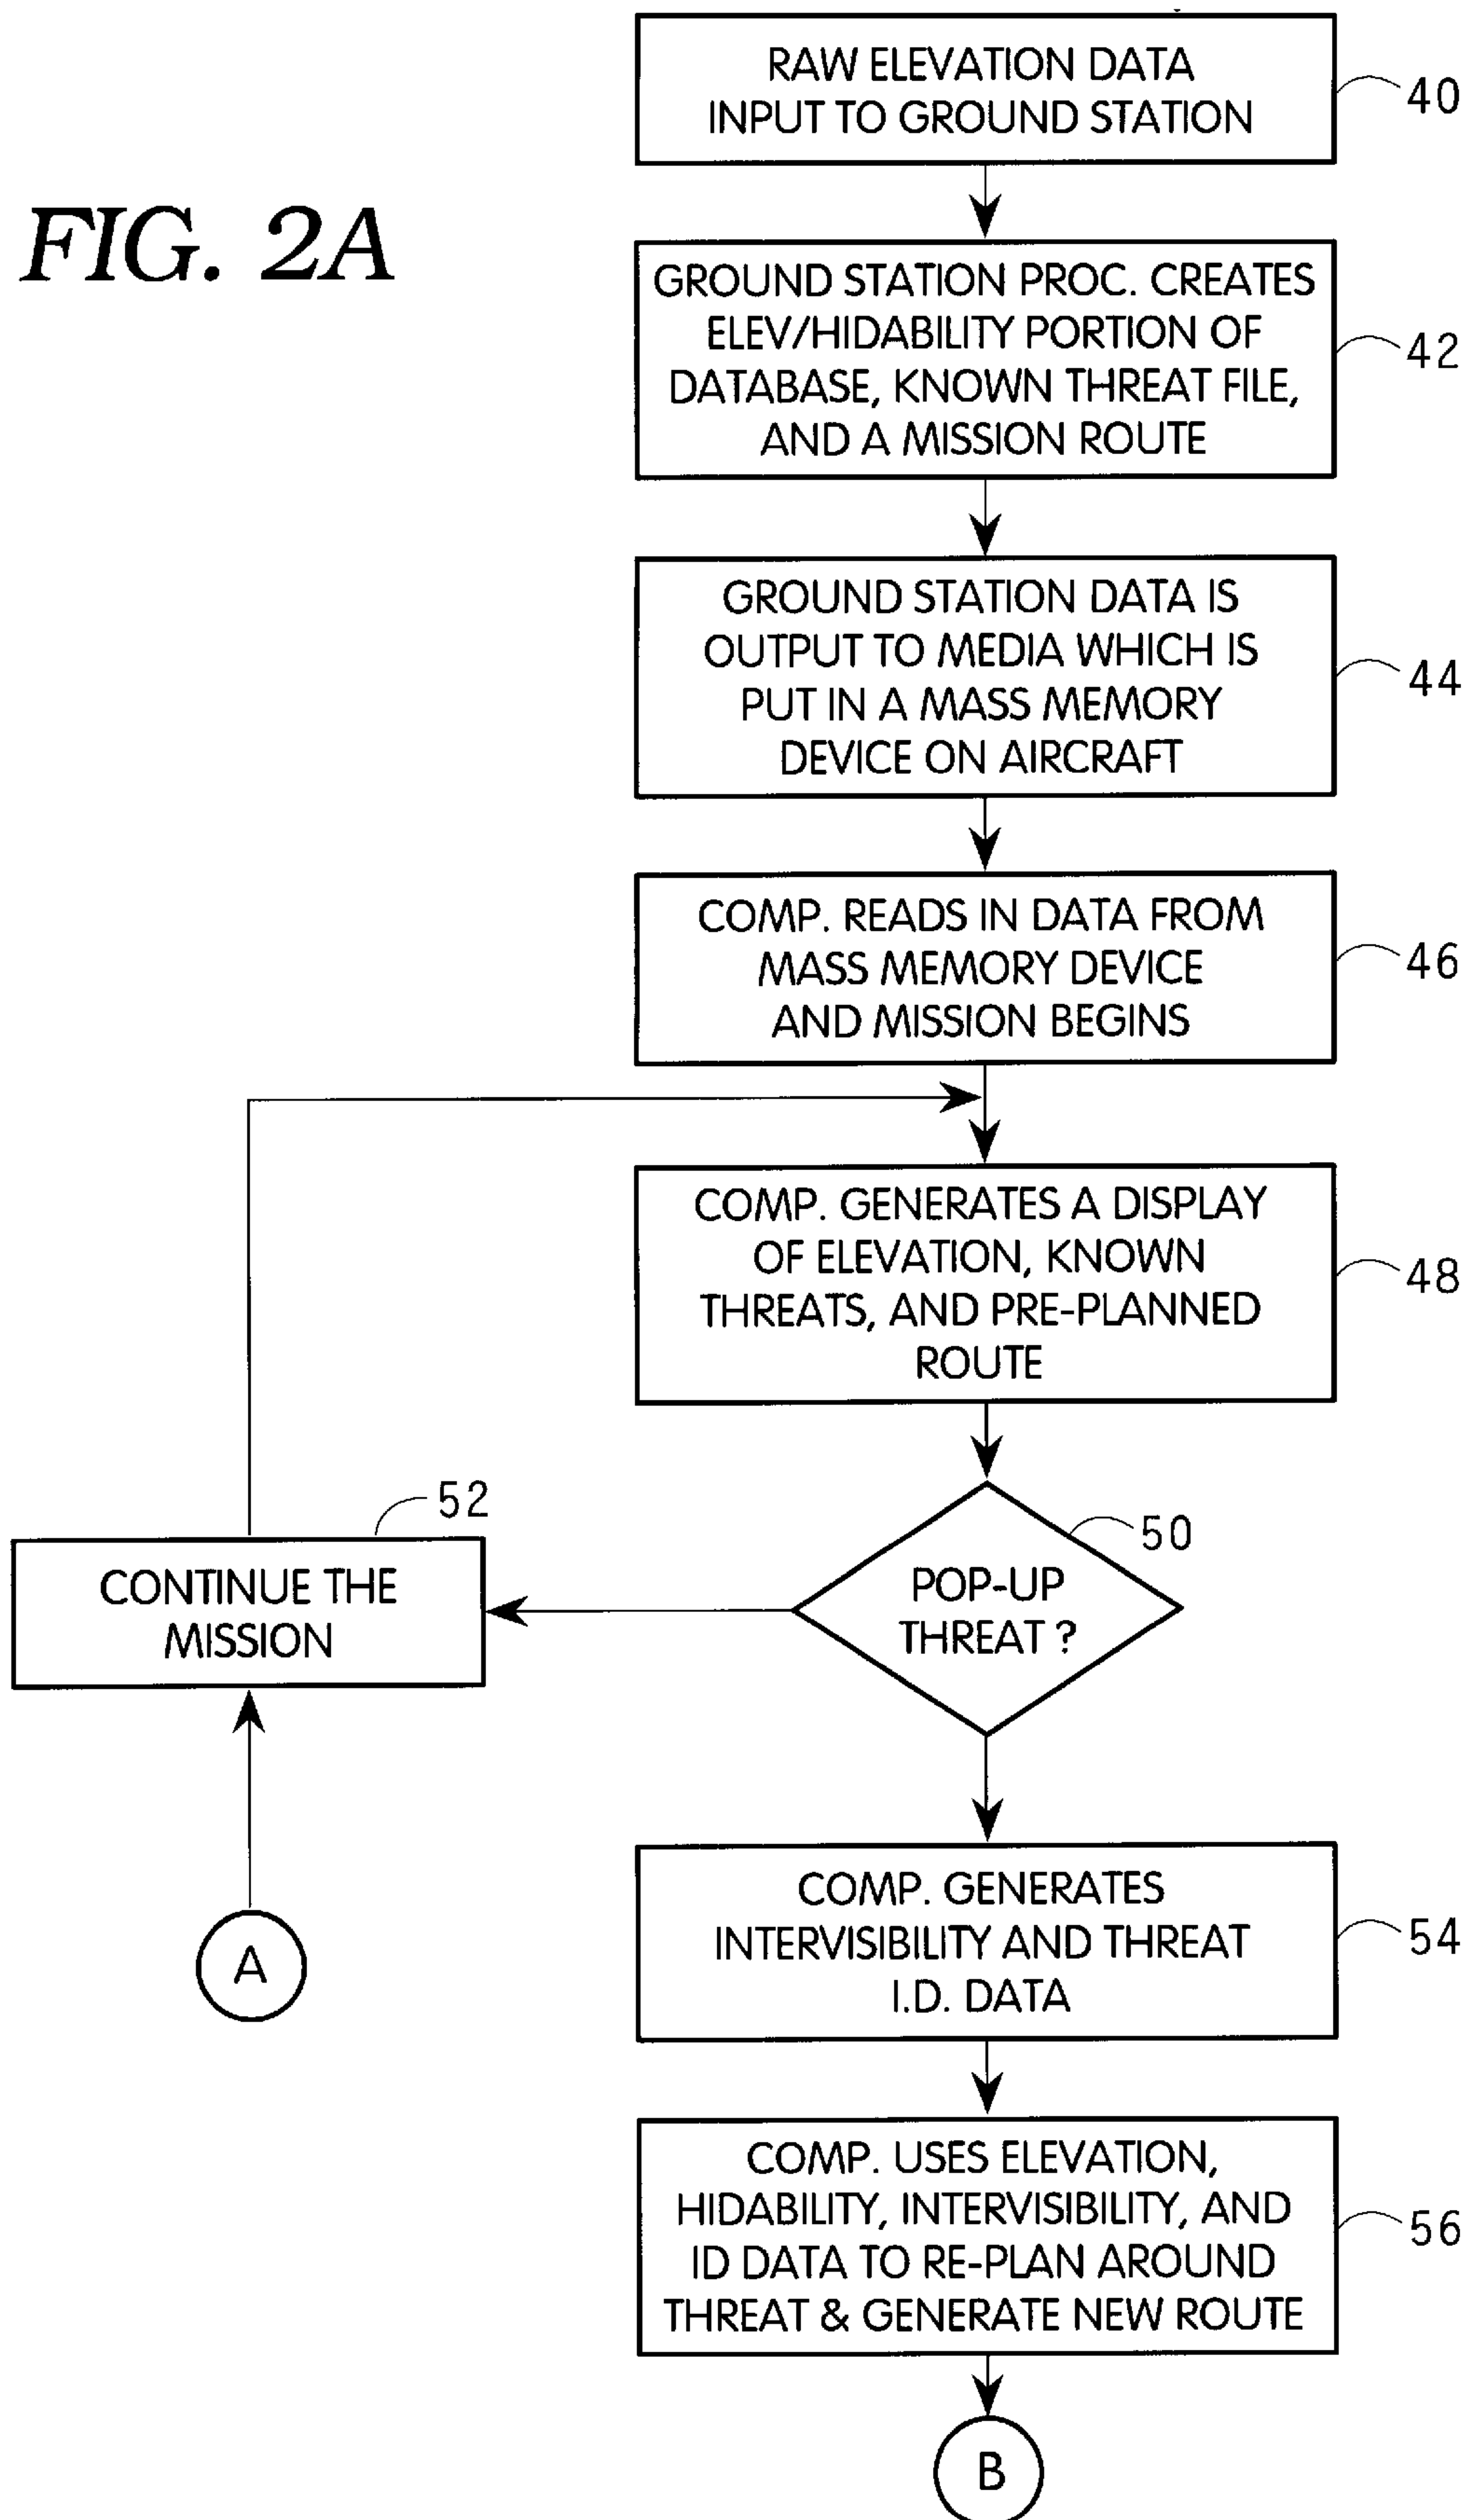 RAW ELEVATION DATA
INPUT TO GROUND STATION
40
FIG. 2A
GROUND STATION PROC. CREATES
ELEV/HIDABILITY PORTION OF
DATABASE, KNOWN THREAT FILE,
AND A MISSION ROUTE
42
GROUND STATION DATA IS
OUTPUT TO MEDIA WHICH IS
PUT IN A MASS MEMORY
DEVICE ON AIRCRAFT
44
COMP. READS IN DATA FROM
MASS MEMORY DEVICE
AND MISSION BEGINS
46
COMP. GENERATES A DISPLAY
OF ELEVATION, KNOWN
THREATS, AND PRE-PLANNED
ROUTE
48
52
CONTINUE THE
MISSION
50
POP-UP
THREAT ?
COMP. GENERATES
INTERVISIBILITY AND THREAT
I.D. DATA
54
A
COMP. USES ELEVATION,
HIDABILITY, INTERVISIBILITY, AND
ID DATA TO RE-PLAN AROUND
THREAT & GENERATE NEW ROUTE
56
B